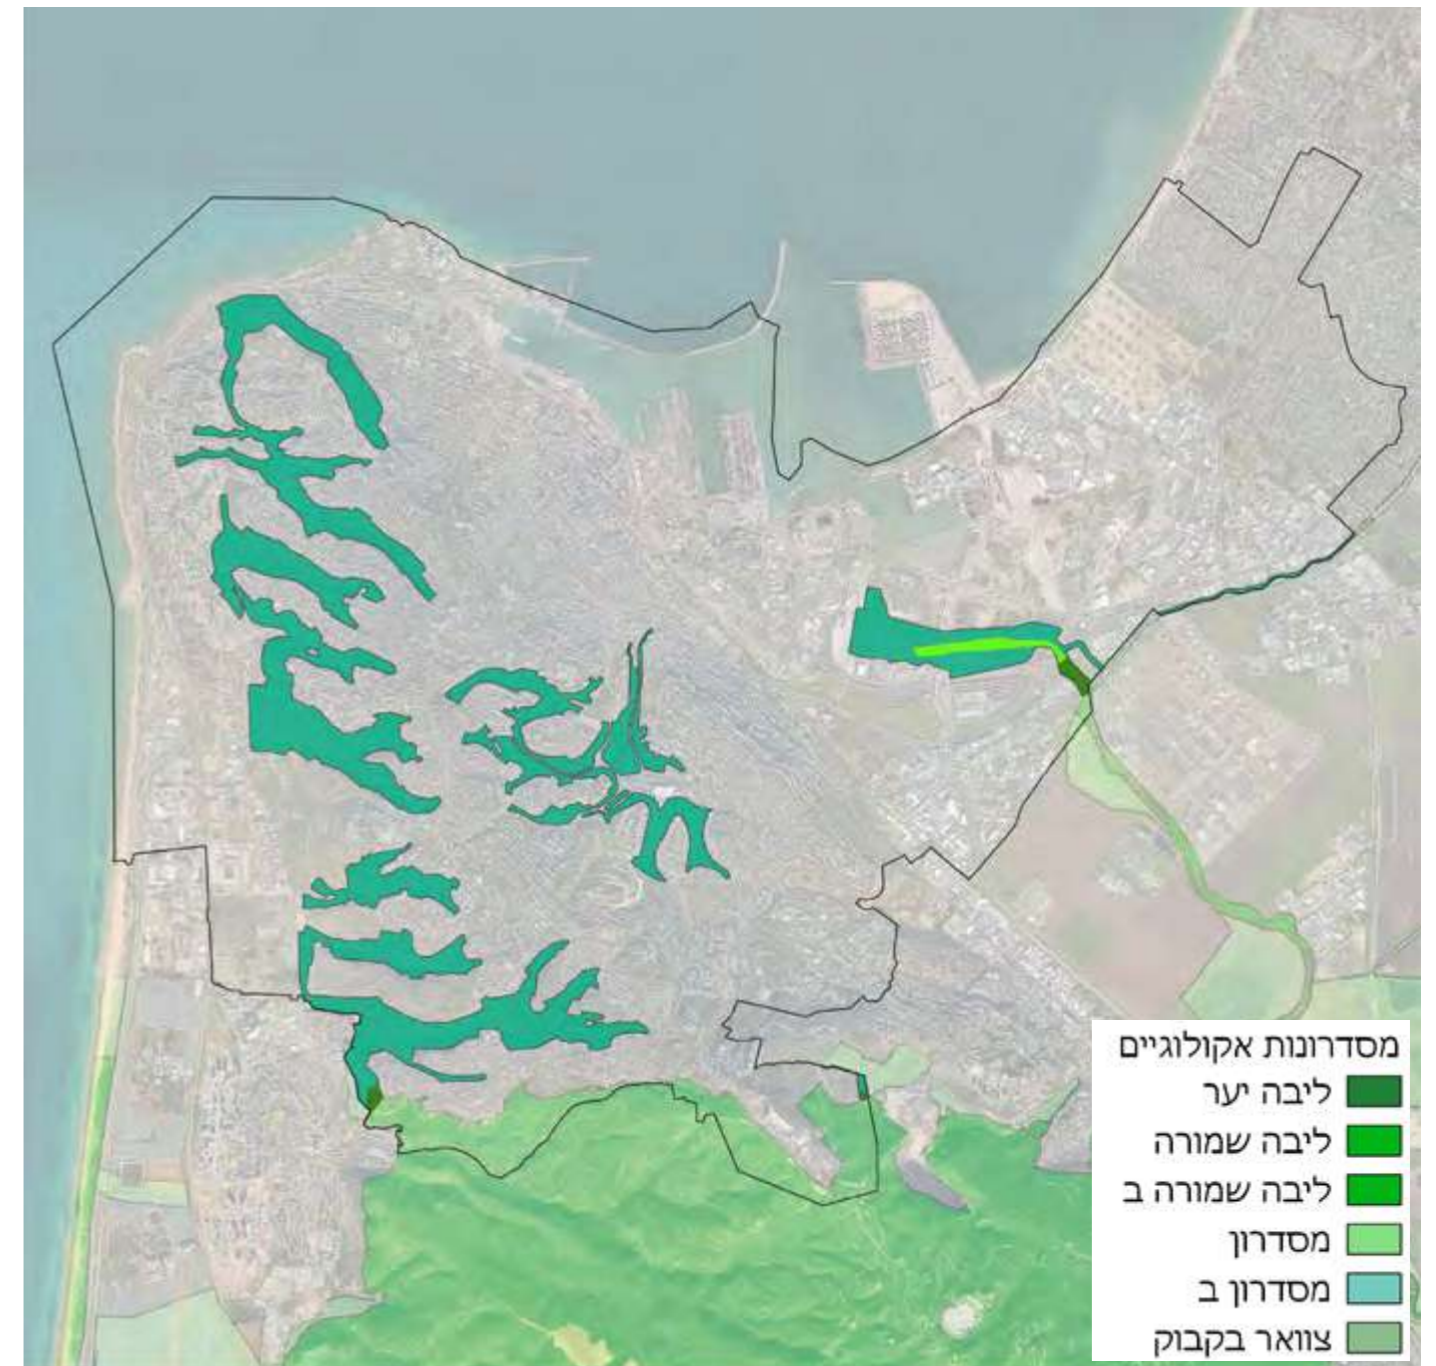 מסדרונות אקולוגיים
ליבה יער
ליבה שמורה
ליבה שמורה ב
מסדרון
מסדרון ב
צוואר בקבוק